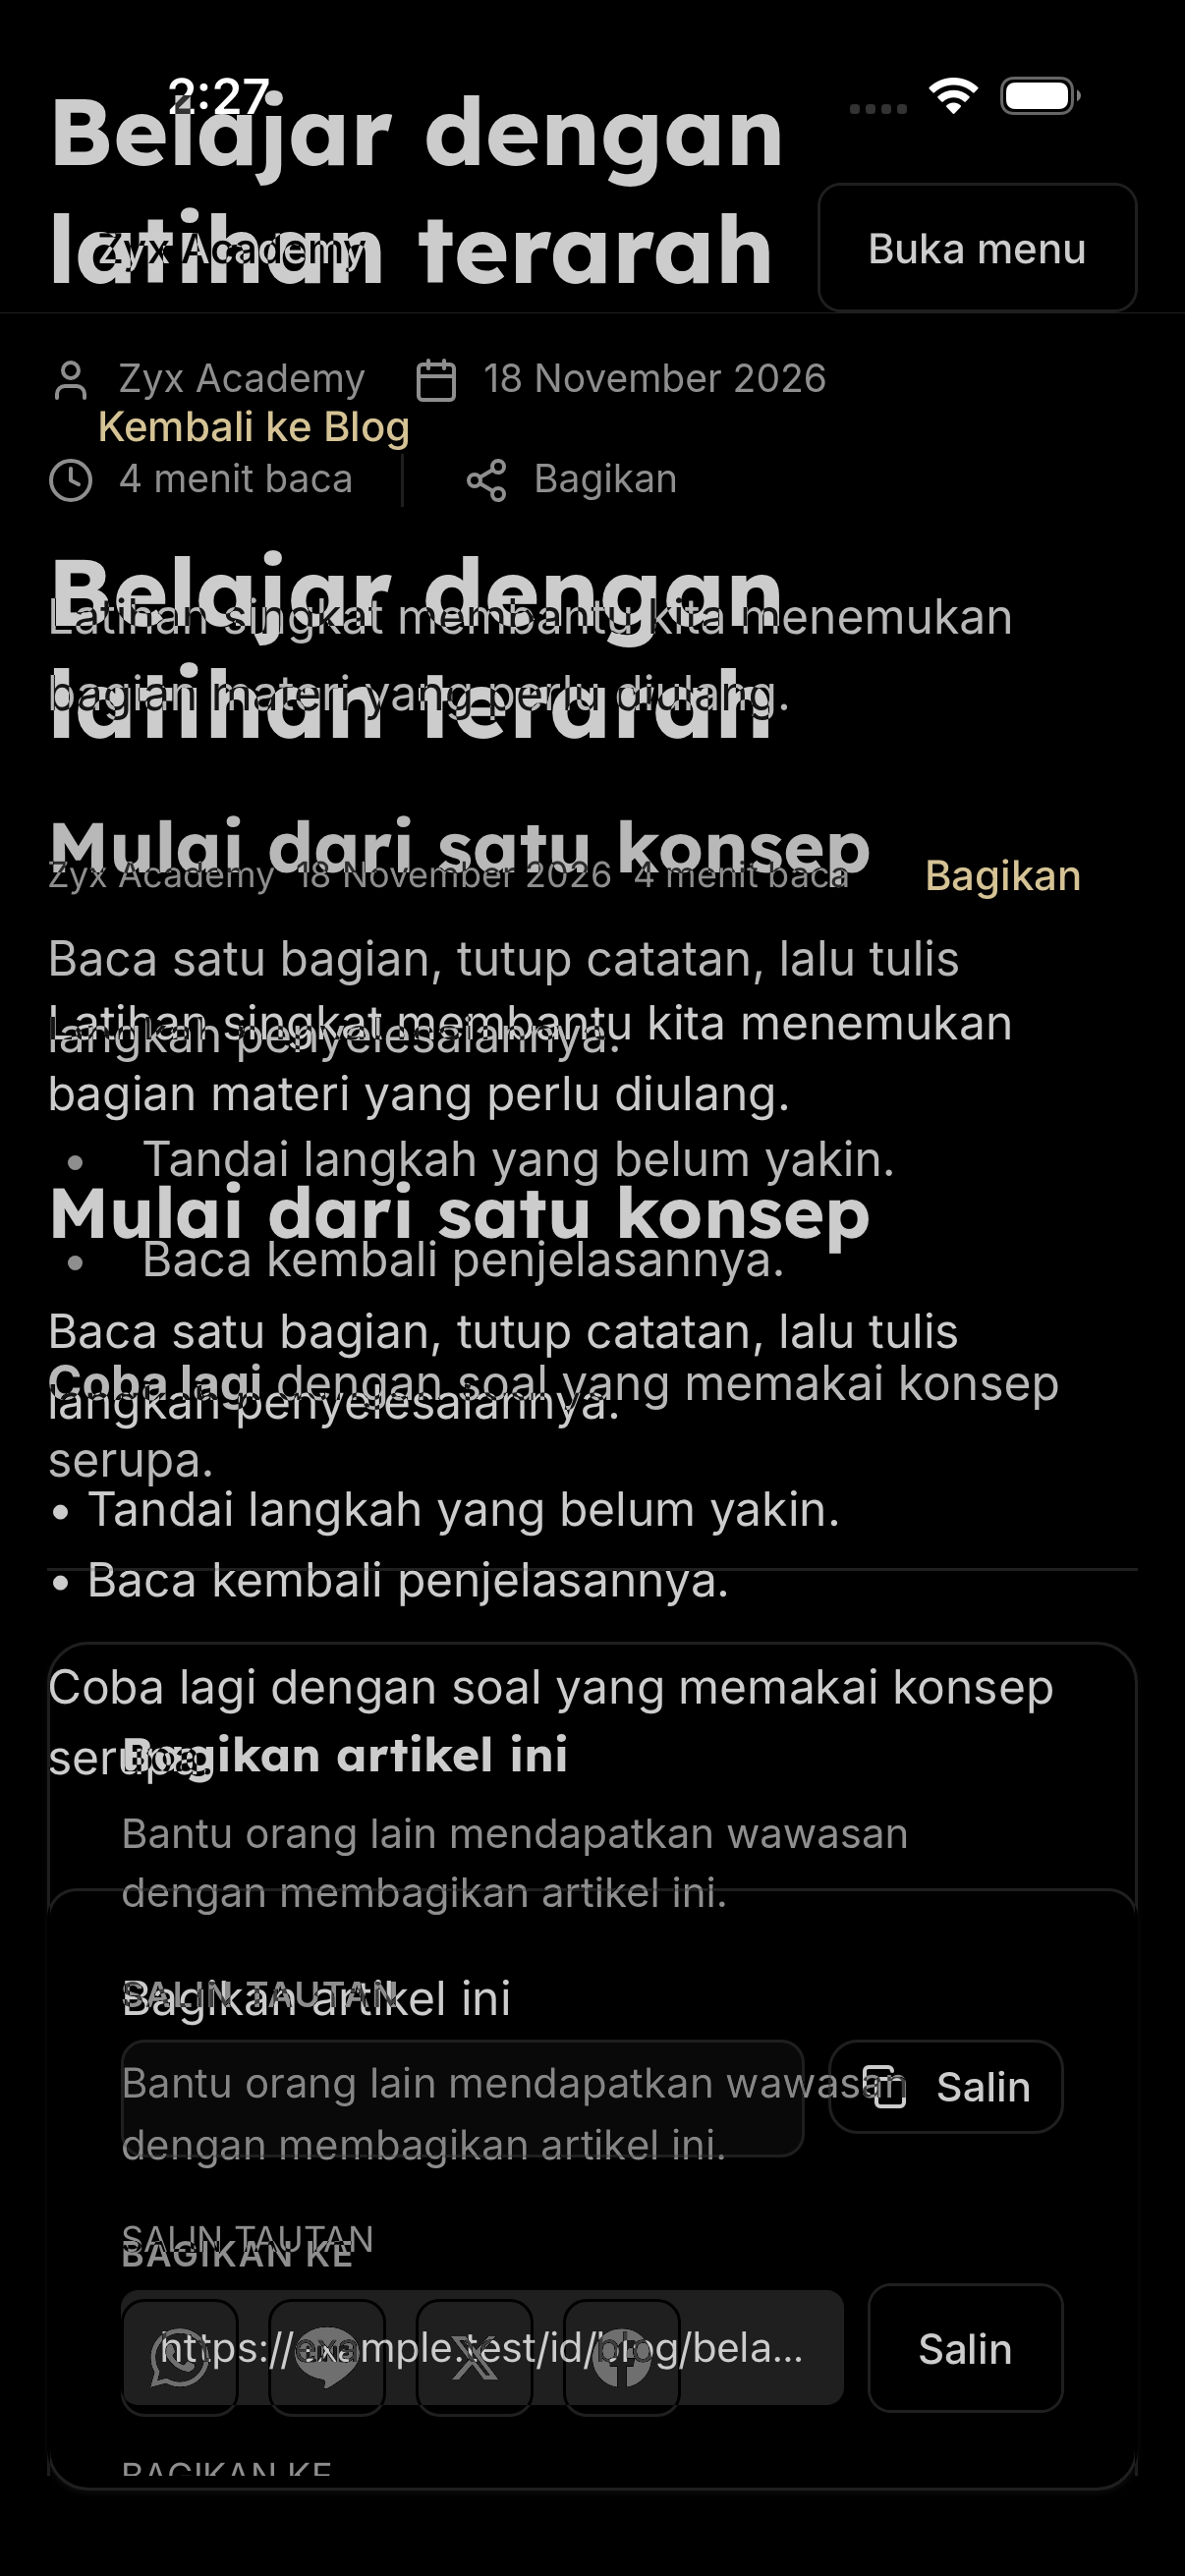 2:27
Belajar dengan
latihan terarah
Zyx Academy
Buka menu
Zyx Academy
18 November 2026
Kembali ke Blog
4 menit baca
Bagikan
Belajar dengan
latihan terarah
Latihan singkat membantu kita menemukan
bagian materi yang perlu diulang.
Mulai dari satu konsep
Zyx Academy 18 November 2026 4 menit baca
Bagikan
Baca satu bagian, tutup catatan, lalu tulis
langkah penyelesaiannya.
Latihan singkat membantu kita menemukan
bagian materi yang perlu diulang.
• Tandai langkah yang belum yakin.
Mulai dari satu konsep
• Baca kembali penjelasannya.
Baca satu bagian, tutup catatan, lalu tulis
langkah penyelesaiannya.
Coba lagi dengan soal yang memakai konsep
serupa.
• Tandai langkah yang belum yakin.
• Baca kembali penjelasannya.
Coba lagi dengan soal yang memakai konsep
serupa.
Bagikan artikel ini
Bantu orang lain mendapatkan wawasan
dengan membagikan artikel ini.
SALIN TAUTAN
Bagikan artikel ini
Salin
Bantu orang lain mendapatkan wawasan
dengan membagikan artikel ini.
SALIN TAUTAN
BAGIKAN KE
https://example.test/id/blog/bela...
Salin
BAGIKAN KE